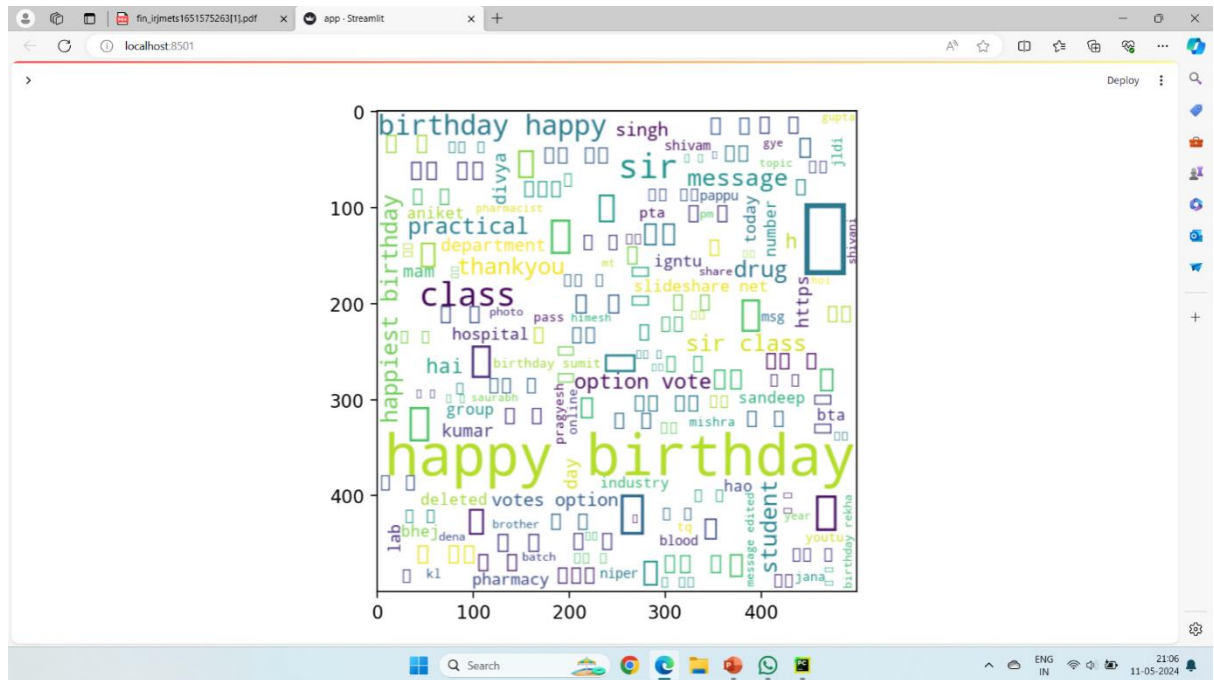 fin_irjmets1651575263[1].pdf
app - Streamlit
localhost:8501
Deploy
0
100
200
300
400
0 100 200 300 400
birthday happy
singh
gupta
shivam
gye
jldi
divya
sir
topic
message
pappu
happiest birthday
aniket
pharmacist
pta
pm
today
number
shivani
practical
department
h
mam
thankyou
mt
igntu
share
drug
hoi
slideshare net
https
class
photo
pass
himesh
msg
hospital
sir class
hai
birthday sumit
option vote
saurabh
group
pragyesh
online
sandeep
bta
kumar
mishra
happy birthday
day
industry
hao
deleted
votes option
student
year
lab
bhej
dena
brother
tq
blood
message edited
youtu
birthday rekha
batch
kl
pharmacy
niper
jana
Search
ENG
IN
21:06
11-05-2024